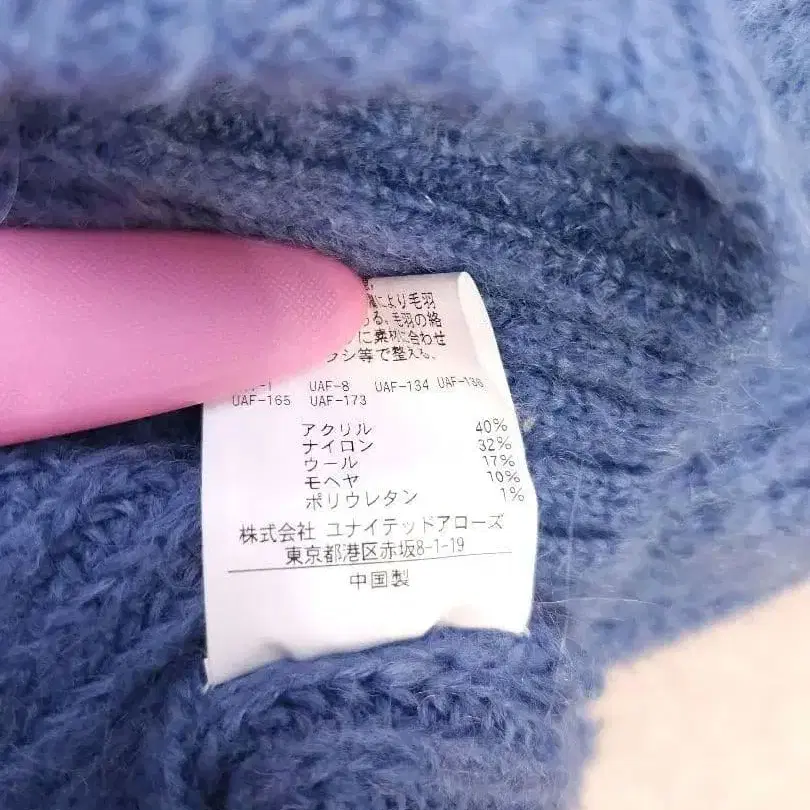 により毛羽
る、毛羽の絡
に素材に合わせ
ブラシ等で整える。
UAF-8 UAF-134 UAF-136
UAF-165 UAF-173
アクリル 40%
ナイロン 32%
ウール 17%
モヘヤ 10%
ポリウレタン 1%
株式会社 ユナイテッドアローズ
東京都港区赤坂8-1-19
中国製